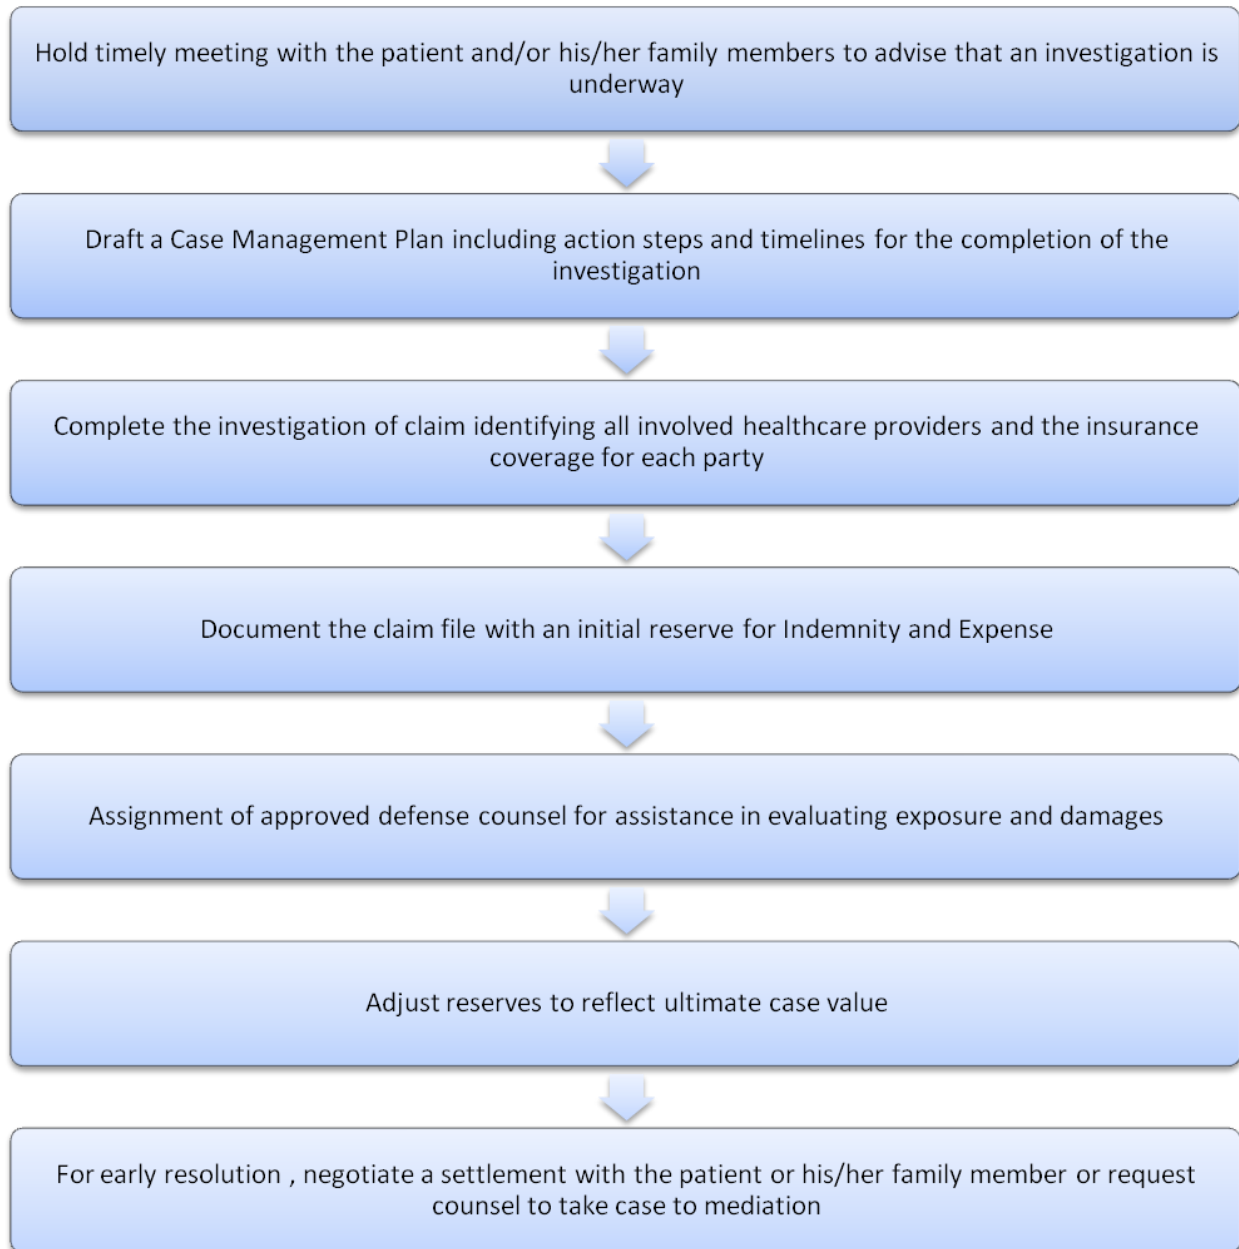 Hold timely meeting with the patient and/or his/her family members to advise that an investigation is
underway
Draft a Case Management Plan including action steps and timelines for the completion of the
investigation
Complete the investigation of claim identifying all involved healthcare providers and the insurance
coverage for each party
Document the claim file with an initial reserve for Indemnity and Expense
Assignment of approved defense counsel for assistance in evaluating exposure and damages
Adjust reserves to reflect ultimate case value
For early resolution , negotiate a settlement with the patient or his/her family member or request
counsel to take case to mediation